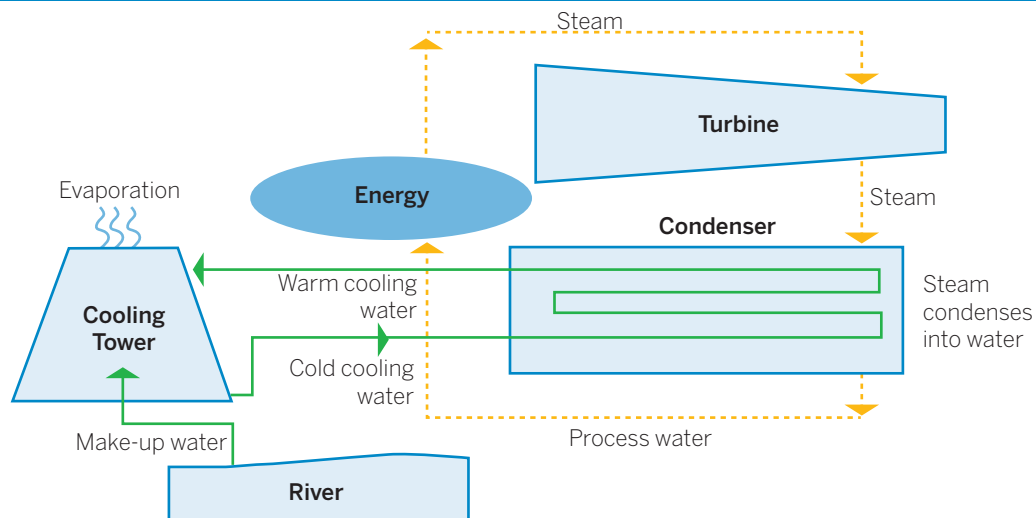 Steam
Turbine
Energy
Evaporation
Steam
Condenser
Warm cooling
water
Steam
condenses
into water
Cooling
Tower
Cold cooling
water
Process water
Make-up water
River